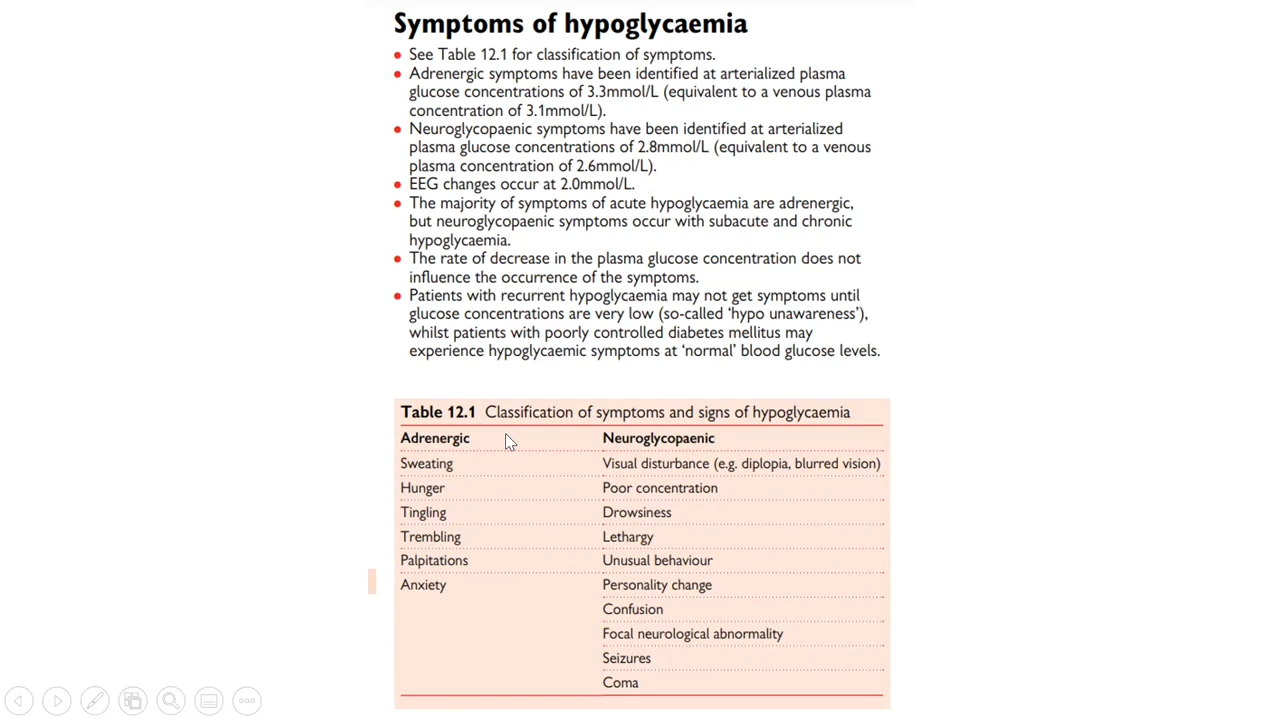 Symptoms of hypoglycaemia
• See Table 12.1 for classification of symptoms.
• Adrenergic symptoms have been identified at arterialized plasma
glucose concentrations of 3.3mmol/L (equivalent to a venous plasma
concentration of 3.1mmol/L).
• Neuroglycopaenic symptoms have been identified at arterialized
plasma glucose concentrations of 2.8mmol/L (equivalent to a venous
plasma concentration of 2.6mmol/L).
• EEG changes occur at 2.0mmol/L.
• The majority of symptoms of acute hypoglycaemia are adrenergic,
but neuroglycopaenic symptoms occur with subacute and chronic
hypoglycaemia.
• The rate of decrease in the plasma glucose concentration does not
influence the occurrence of the symptoms.
• Patients with recurrent hypoglycaemia may not get symptoms until
glucose concentrations are very low (so-called ‘hypo unawareness’),
whilst patients with poorly controlled diabetes mellitus may
experience hypoglycaemic symptoms at ‘normal’ blood glucose levels.
Table 12.1 Classification of symptoms and signs of hypoglycaemia
Adrenergic Neuroglycopaenic
Sweating Visual disturbance (e.g. diplopia, blurred vision)
Hunger Poor concentration
Tingling Drowsiness
Trembling Lethargy
Palpitations Unusual behaviour
Anxiety Personality change
Confusion
Focal neurological abnormality
Seizures
Coma